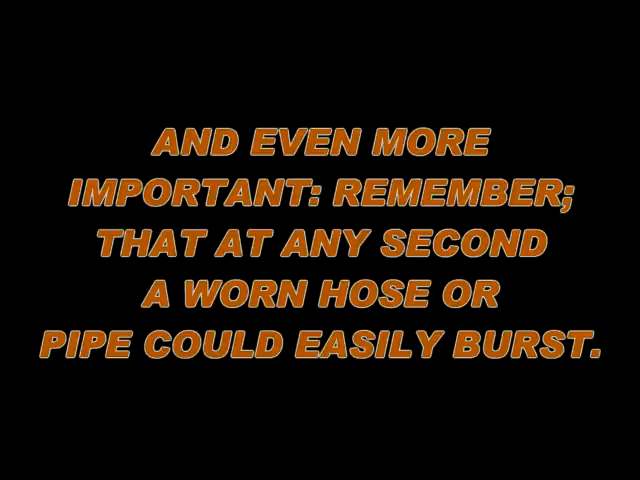 AND EVEN MORE
IMPORTANT: REMEMBER;
THAT AT ANY SECOND
A WORN HOSE OR
PIPE COULD EASILY BURST.